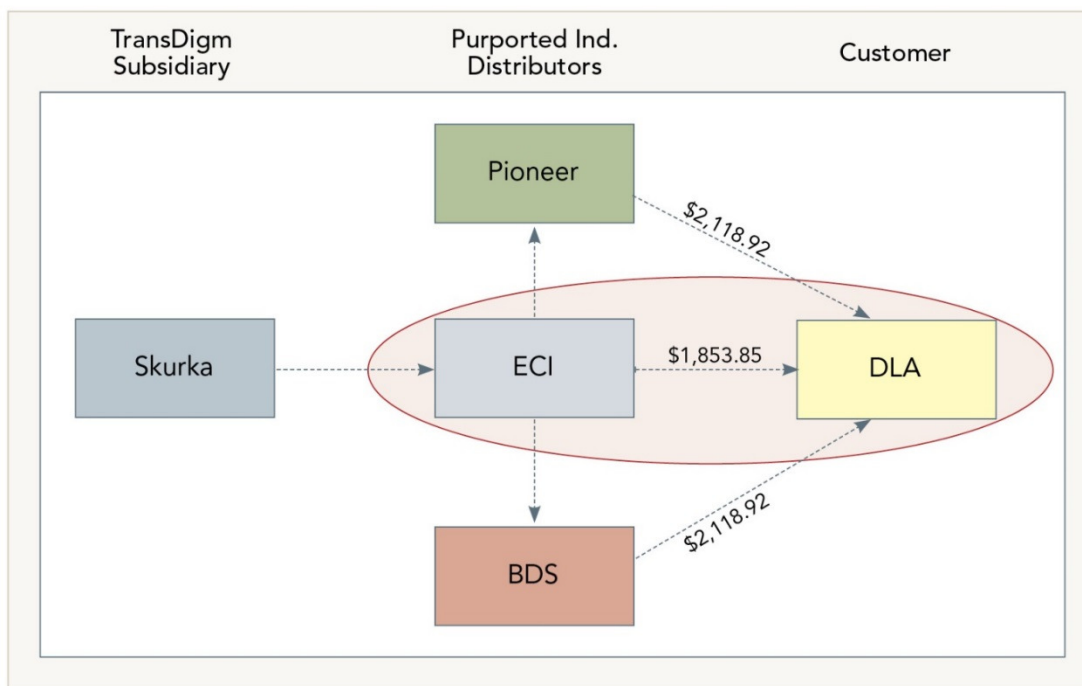 TransDigm
Subsidiary
Purported Ind.
Distributors
Customer
Pioneer
$2,118.92
Skurka
ECI
$1,853.85
DLA
BDS
$2,118.92